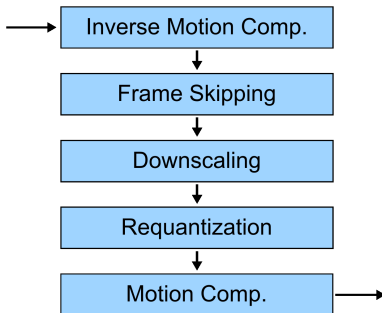 Inverse Motion Comp.
Frame Skipping
Downscaling
Requantization
Motion Comp.